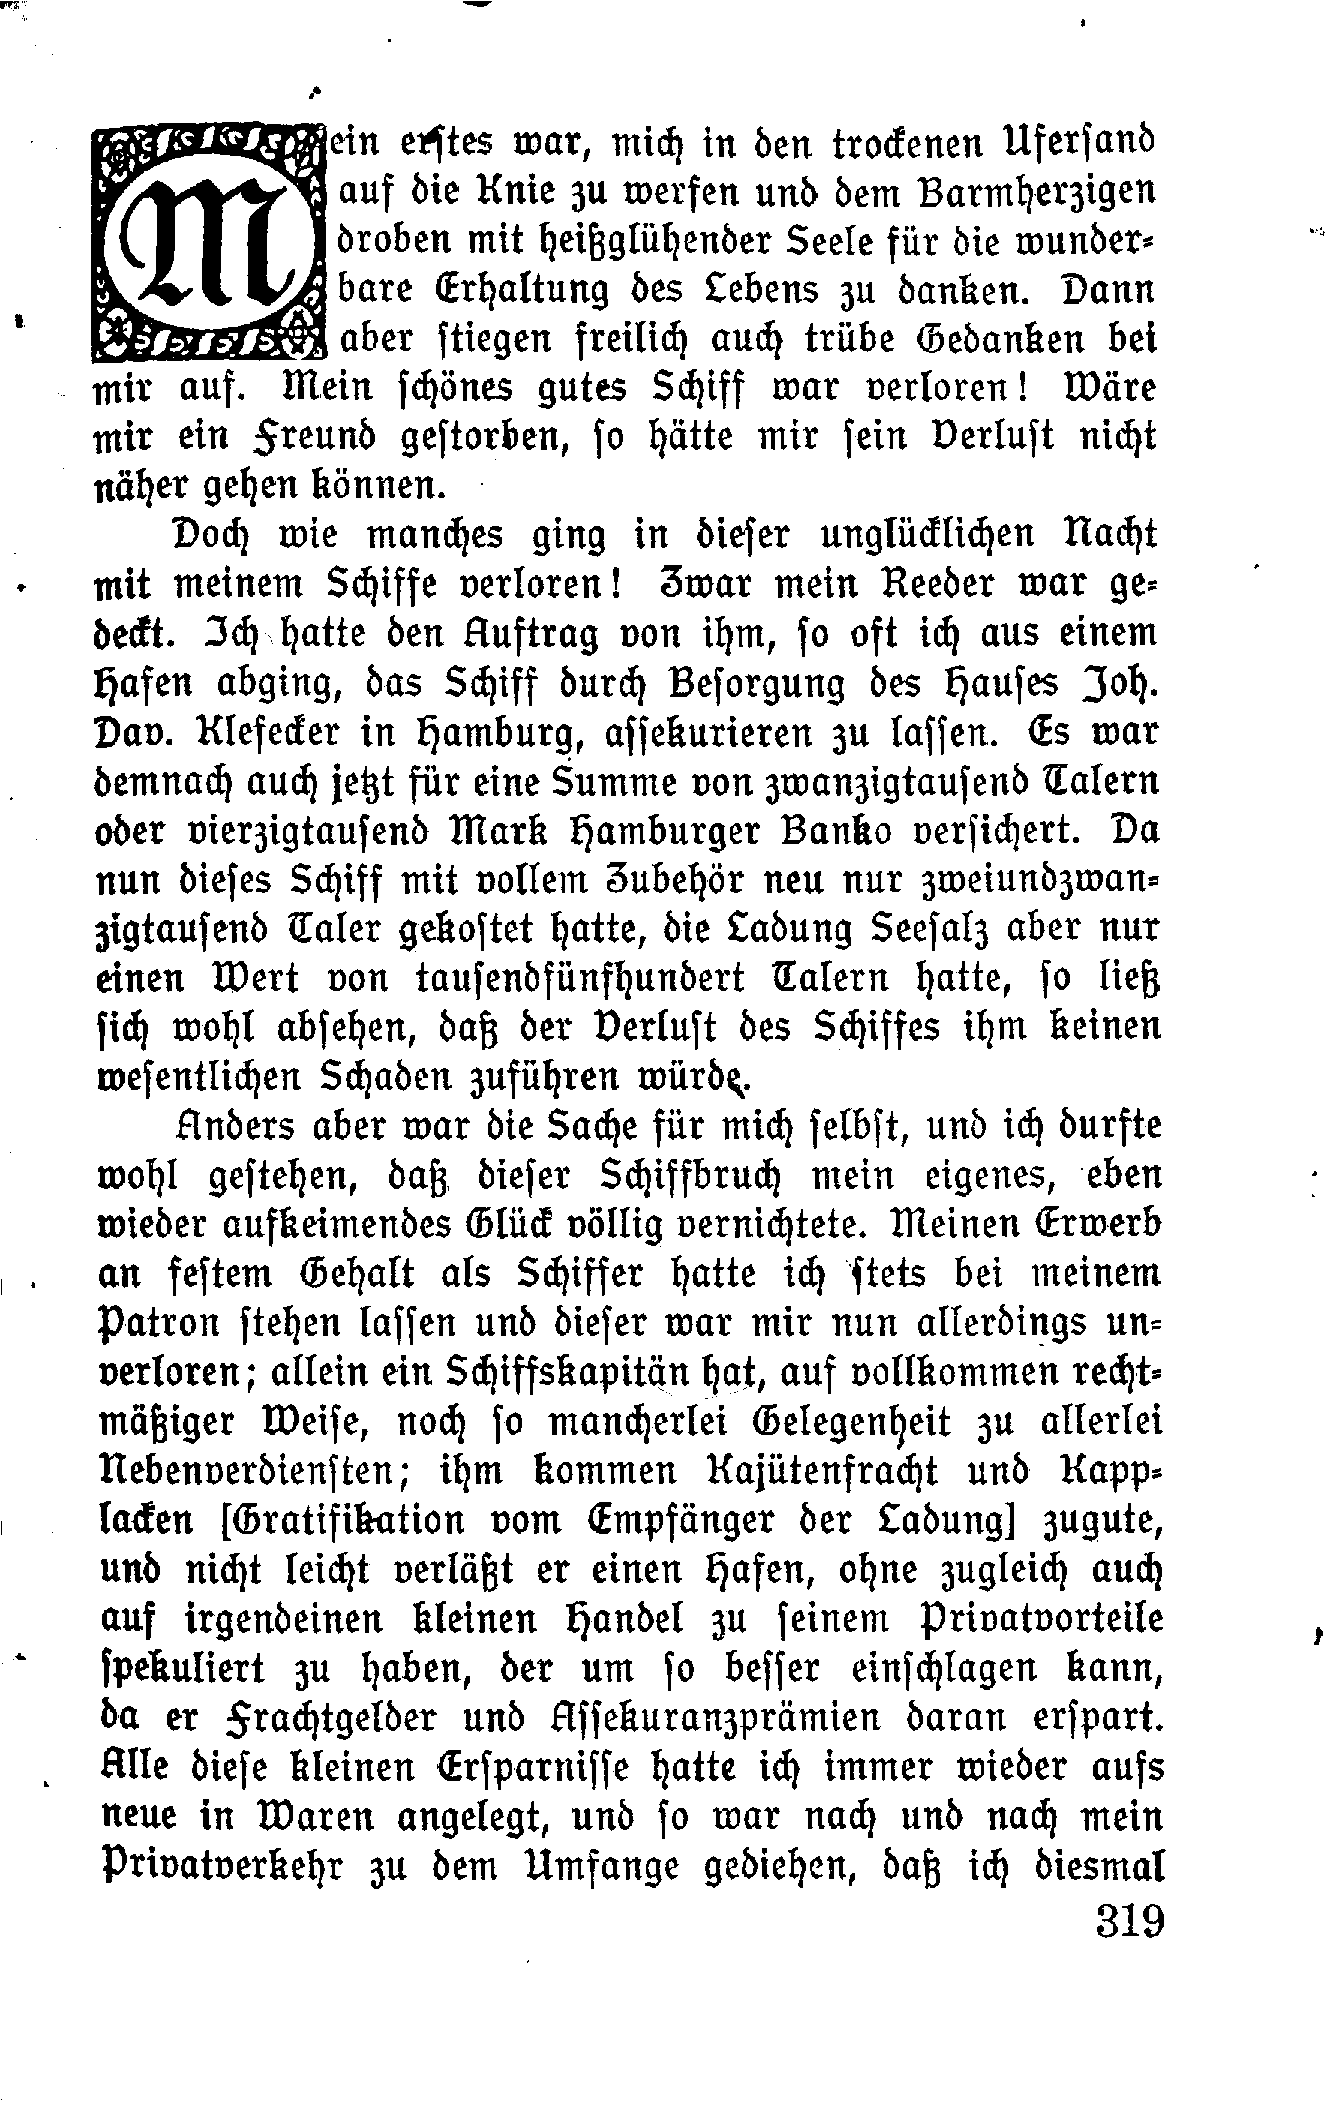 Mein erstes war, mich in den trockenen Ufersand
auf die Knie zu werfen und dem Barmherzigen
droben mit heißglühender Seele für die wunder-
bare Erhaltung des Lebens zu danken. Dann
aber stiegen freilich auch trübe Gedanken bei
mir auf. Mein schönes gutes Schiff war verloren! Wäre
mir ein Freund gestorben, so hätte mir sein Verlust nicht
näher gehen können.
Doch wie manches ging in dieser unglücklichen Nacht
mit meinem Schiffe verloren! Zwar mein Reeder war ge-
deckt. Ich hatte den Auftrag von ihm, so oft ich aus einem
Hafen abging, das Schiff durch Besorgung des Hauses Joh.
Dav. Klefecker in Hamburg, assekurieren zu lassen. Es war
demnach auch jetzt für eine Summe von zwanzigtausend Talern
oder vierzigtausend Mark Hamburger Banko versichert. Da
nun dieses Schiff mit vollem Zubehör neu nur zweiundzwan-
zigtausend Taler gekostet hatte, die Ladung Seesalz aber nur
einen Wert von tausendfünfhundert Talern hatte, so ließ
sich wohl absehen, daß der Verlust des Schiffes ihm keinen
wesentlichen Schaden zuführen würde.
Anders aber war die Sache für mich selbst, und ich durfte
wohl gestehen, daß dieser Schiffbruch mein eigenes, eben
wieder aufkeimendes Glück völlig vernichtete. Meinen Erwerb
an festem Gehalt als Schiffer hatte ich stets bei meinem
Patron stehen lassen und dieser war mir nun allerdings un-
verloren; allein ein Schiffskapitän hat, auf vollkommen recht-
mäßiger Weise, noch so mancherlei Gelegenheit zu allerlei
Nebenverdiensten; ihm kommen Kajütenfracht und Kapp-
lacken [Gratifikation vom Empfänger der Ladung] zugute,
und nicht leicht verläßt er einen Hafen, ohne zugleich auch
auf irgendeinen kleinen Handel zu seinem Privatvorteile
spekuliert zu haben, der um so besser einschlagen kann,
da er Frachtgelder und Assekuranzprämien daran erspart.
Alle diese kleinen Ersparnisse hatte ich immer wieder aufs
neue in Waren angelegt, und so war nach und nach mein
Privatverkehr zu dem Umfange gediehen, daß ich diesmal
319